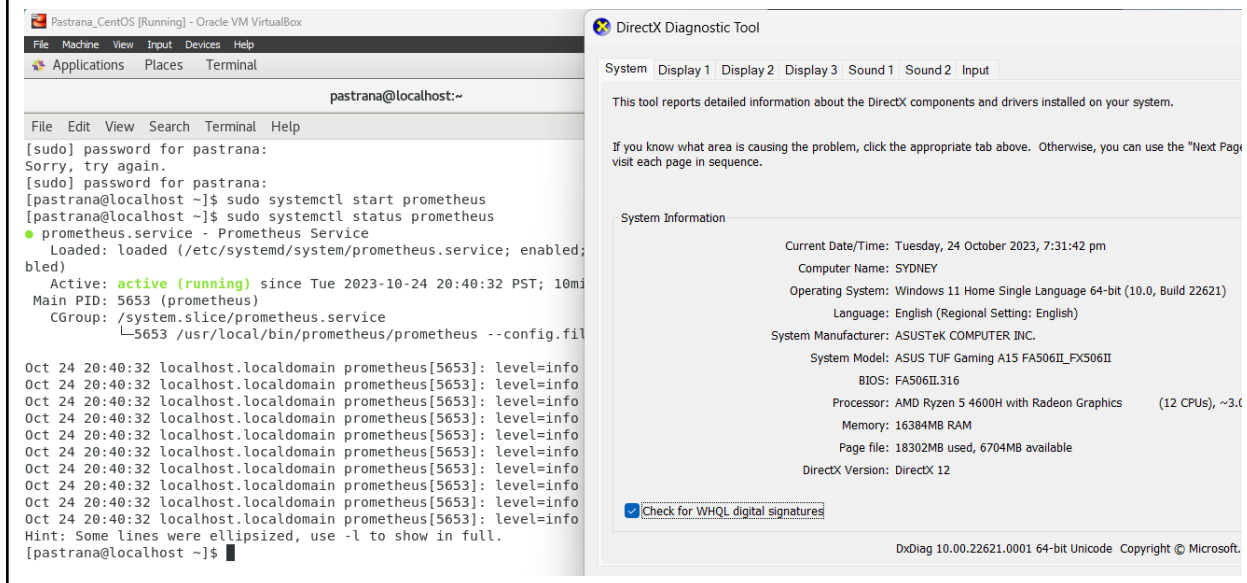 Pastrana_CentOS [Running] - Oracle VM VirtualBox
File Machine View Input Devices Help
Applications Places Terminal
pastrana@localhost:~
File Edit View Search Terminal Help
[sudo] password for pastrana:
Sorry, try again.
[sudo] password for pastrana:
[pastrana@localhost ~]$ sudo systemctl start prometheus
[pastrana@localhost ~]$ sudo systemctl status prometheus
● prometheus.service - Prometheus Service
Loaded: loaded (/etc/systemd/system/prometheus.service; enabled;
bled)
Active: active (running) since Tue 2023-10-24 20:40:32 PST; 10mi
Main PID: 5653 (prometheus)
CGroup: /system.slice/prometheus.service
└─5653 /usr/local/bin/prometheus/prometheus --config.fil
Oct 24 20:40:32 localhost.localdomain prometheus[5653]: level=info
Oct 24 20:40:32 localhost.localdomain prometheus[5653]: level=info
Oct 24 20:40:32 localhost.localdomain prometheus[5653]: level=info
Oct 24 20:40:32 localhost.localdomain prometheus[5653]: level=info
Oct 24 20:40:32 localhost.localdomain prometheus[5653]: level=info
Oct 24 20:40:32 localhost.localdomain prometheus[5653]: level=info
Oct 24 20:40:32 localhost.localdomain prometheus[5653]: level=info
Oct 24 20:40:32 localhost.localdomain prometheus[5653]: level=info
Oct 24 20:40:32 localhost.localdomain prometheus[5653]: level=info
Oct 24 20:40:32 localhost.localdomain prometheus[5653]: level=info
Hint: Some lines were ellipsized, use -l to show in full.
[pastrana@localhost ~]$
DirectX Diagnostic Tool
System Display 1 Display 2 Display 3 Sound 1 Sound 2 Input
This tool reports detailed information about the DirectX components and drivers installed on your system.
If you know what area is causing the problem, click the appropriate tab above. Otherwise, you can use the "Next Page
visit each page in sequence.
System Information
Current Date/Time: Tuesday, 24 October 2023, 7:31:42 pm
Computer Name: SYDNEY
Operating System: Windows 11 Home Single Language 64-bit (10.0, Build 22621)
Language: English (Regional Setting: English)
System Manufacturer: ASUSTeK COMPUTER INC.
System Model: ASUS TUF Gaming A15 FA506II_FX506II
BIOS: FA506II.316
Processor: AMD Ryzen 5 4600H with Radeon Graphics (12 CPUs), ~3.0
Memory: 16384MB RAM
Page file: 18302MB used, 6704MB available
DirectX Version: DirectX 12
Check for WHQL digital signatures
DxDiag 10.00.22621.0001 64-bit Unicode Copyright © Microsoft.